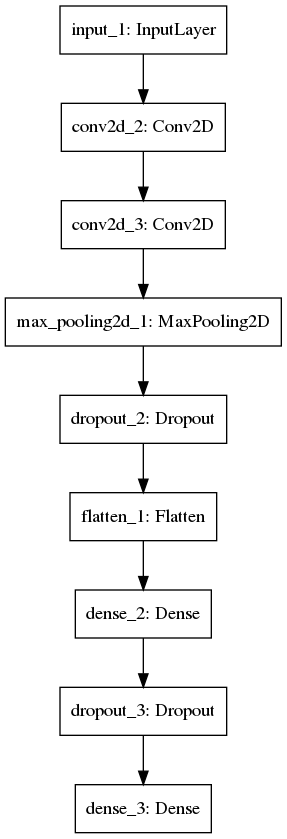 input_1: InputLayer
conv2d_2: Conv2D
conv2d_3: Conv2D
max_pooling2d_1: MaxPooling2D
dropout_2: Dropout
flatten_1: Flatten
dense_2: Dense
dropout_3: Dropout
dense_3: Dense